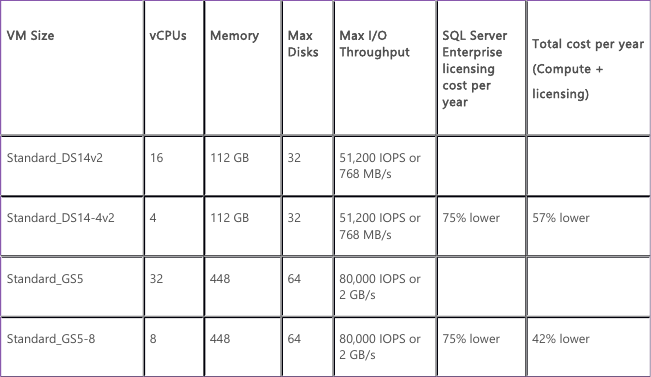 VM Size vCPUs Memory Max Disks Max I/O Throughput SQL Server Enterprise licensing cost per year Total cost per year (Compute + licensing)
Standard_DS14v2 16 112 GB 32 51,200 IOPS or 768 MB/s
Standard_DS14-4v2 4 112 GB 32 51,200 IOPS or 768 MB/s 75% lower 57% lower
Standard_GS5 32 448 64 80,000 IOPS or 2 GB/s
Standard_GS5-8 8 448 64 80,000 IOPS or 2 GB/s 75% lower 42% lower